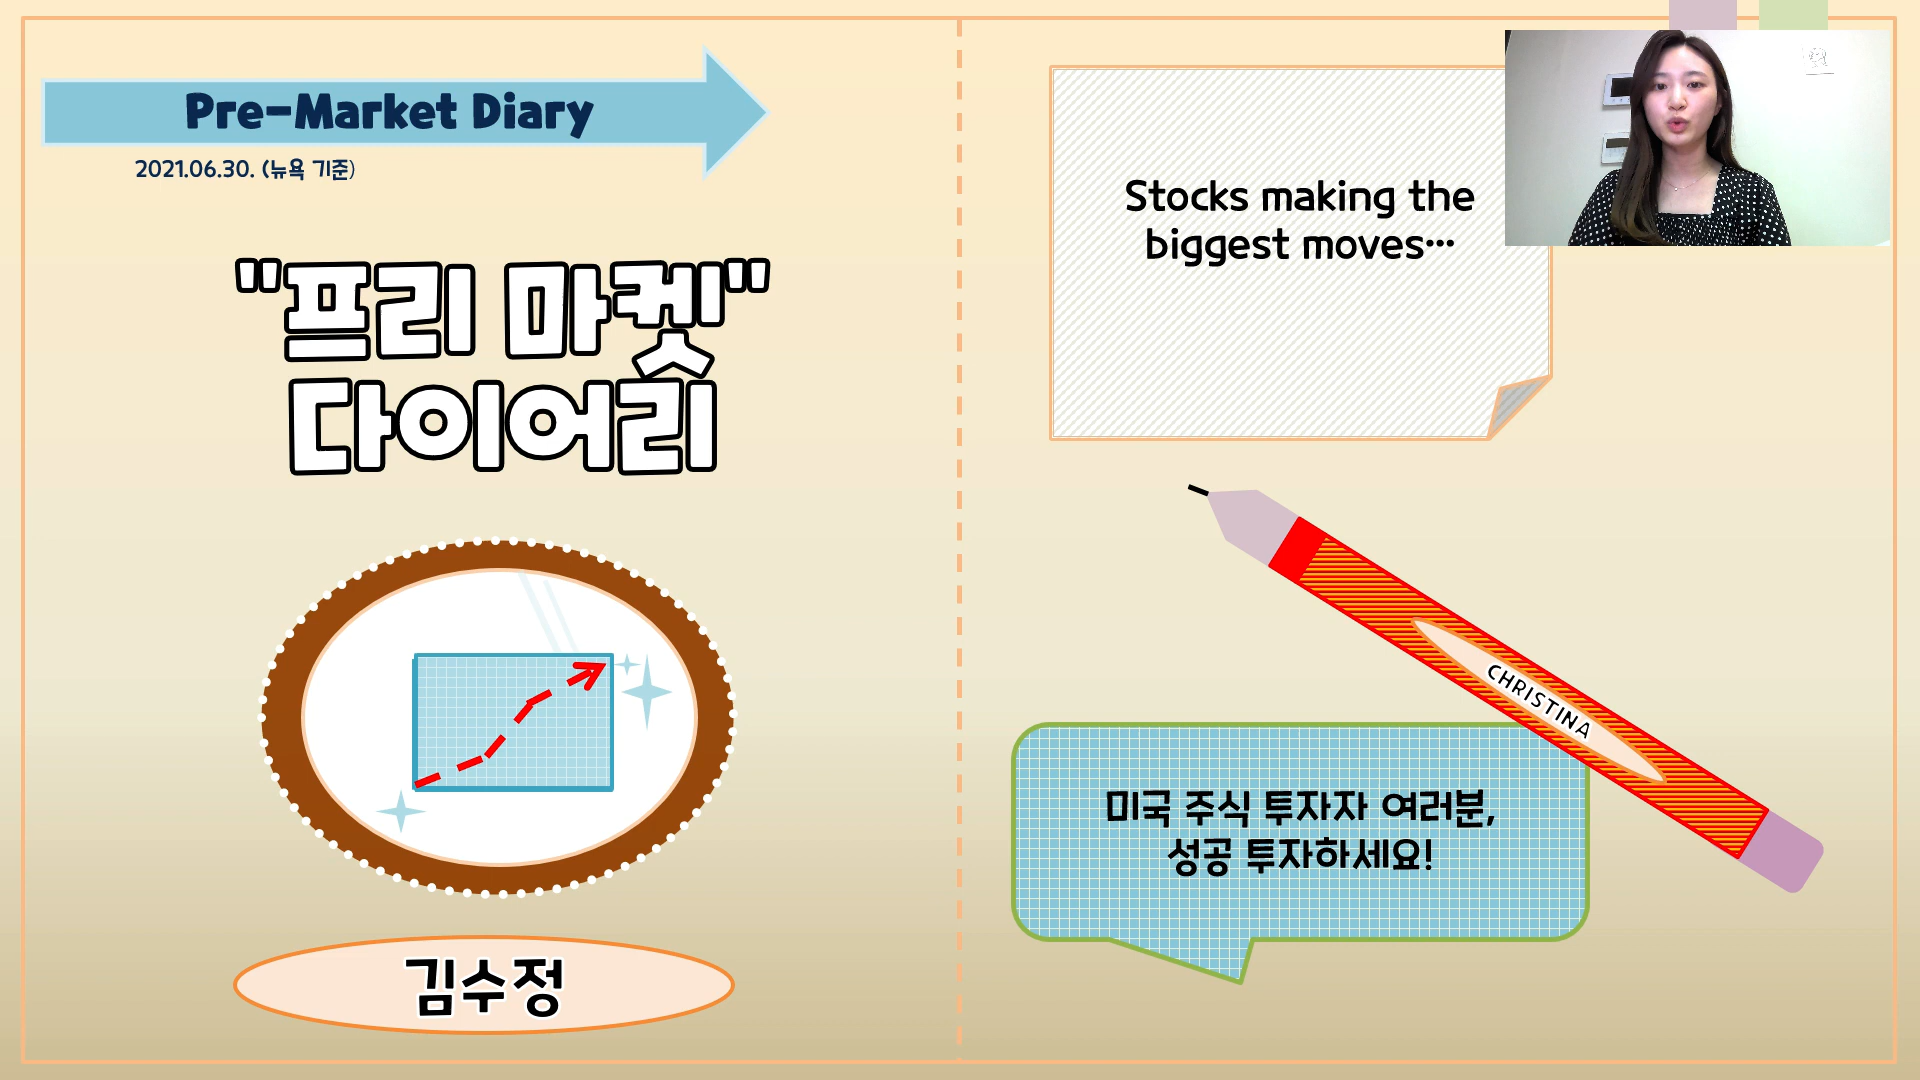 Pre-Market Diary
2021.06.30. (뉴욕 기준)
"프리 마켓"
다이어리
김수정
Stocks making the
biggest moves…
CHRISTINA
미국 주식 투자자 여러분,
성공 투자하세요!